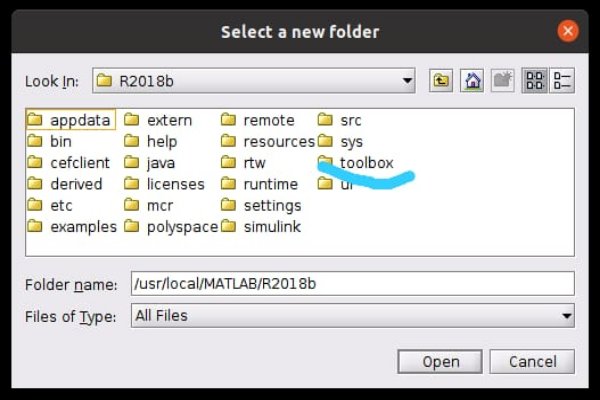 Select a new folder
Look In: R2018b
appdata extern remote src
bin help resources sys
cefclient java rtw toolbox
derived licenses runtime
etc mcr settings
examples polyspace simulink
Folder name: /usr/local/MATLAB/R2018b
Files of Type: All Files
Open Cancel